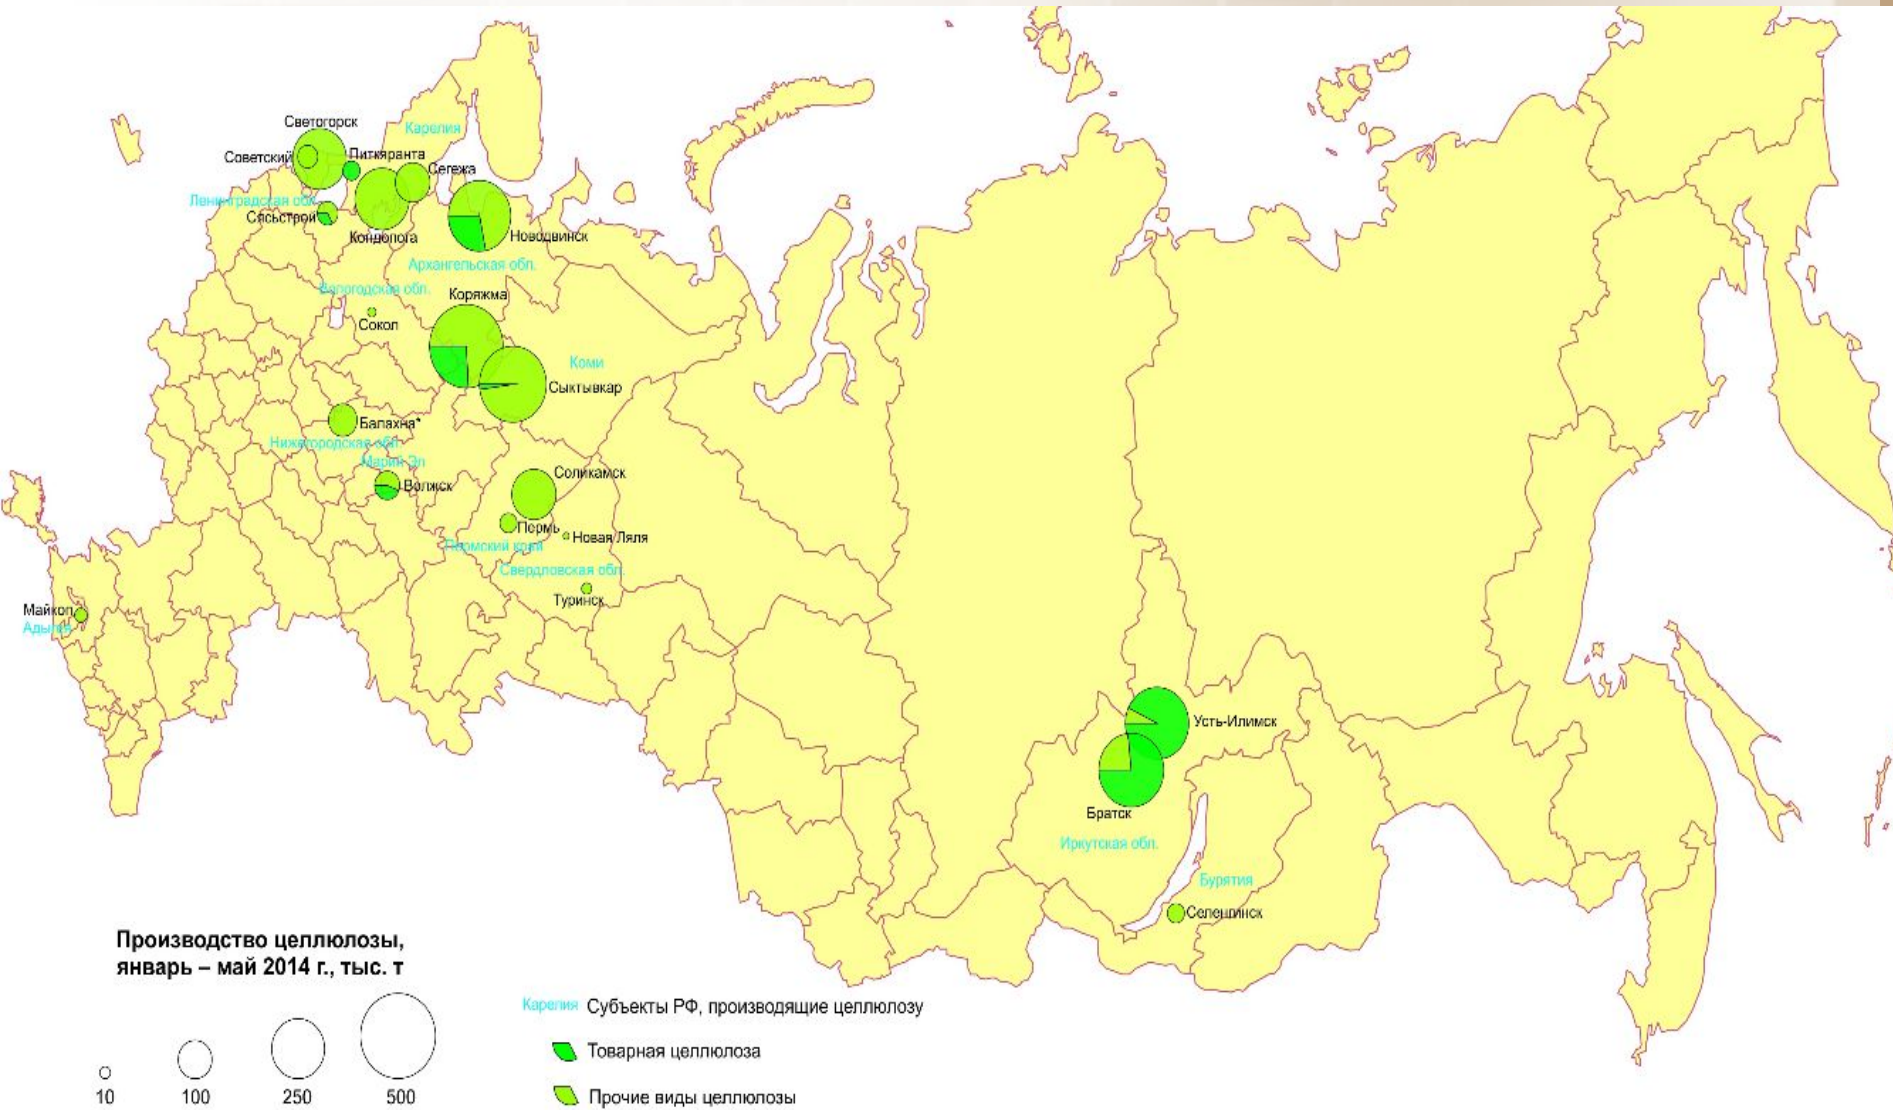 Светогорск
Карелия
Советский
Питкяранта
Сегежа
Ленинградская обл.
Сясьстрой
Кондопога
Новодвинск
Архангельская обл.
Вологодская обл.
Коряжма
Сокол
Коми
Сыктывкар
Балахна*
Нижегородская обл.
Марий Эл
Волжск
Соликамск
Пермь
Новая Ляля
Пермский край
Свердловская обл.
Туринск
Майкоп
Адыгея
Усть-Илимск
Братск
Иркутская обл.
Бурятия
Селенгинск
Производство целлюлозы,
январь – май 2014 г., тыс. т
10 100 250 500
Карелия Субъекты РФ, производящие целлюлозу
Товарная целлюлоза
Прочие виды целлюлозы